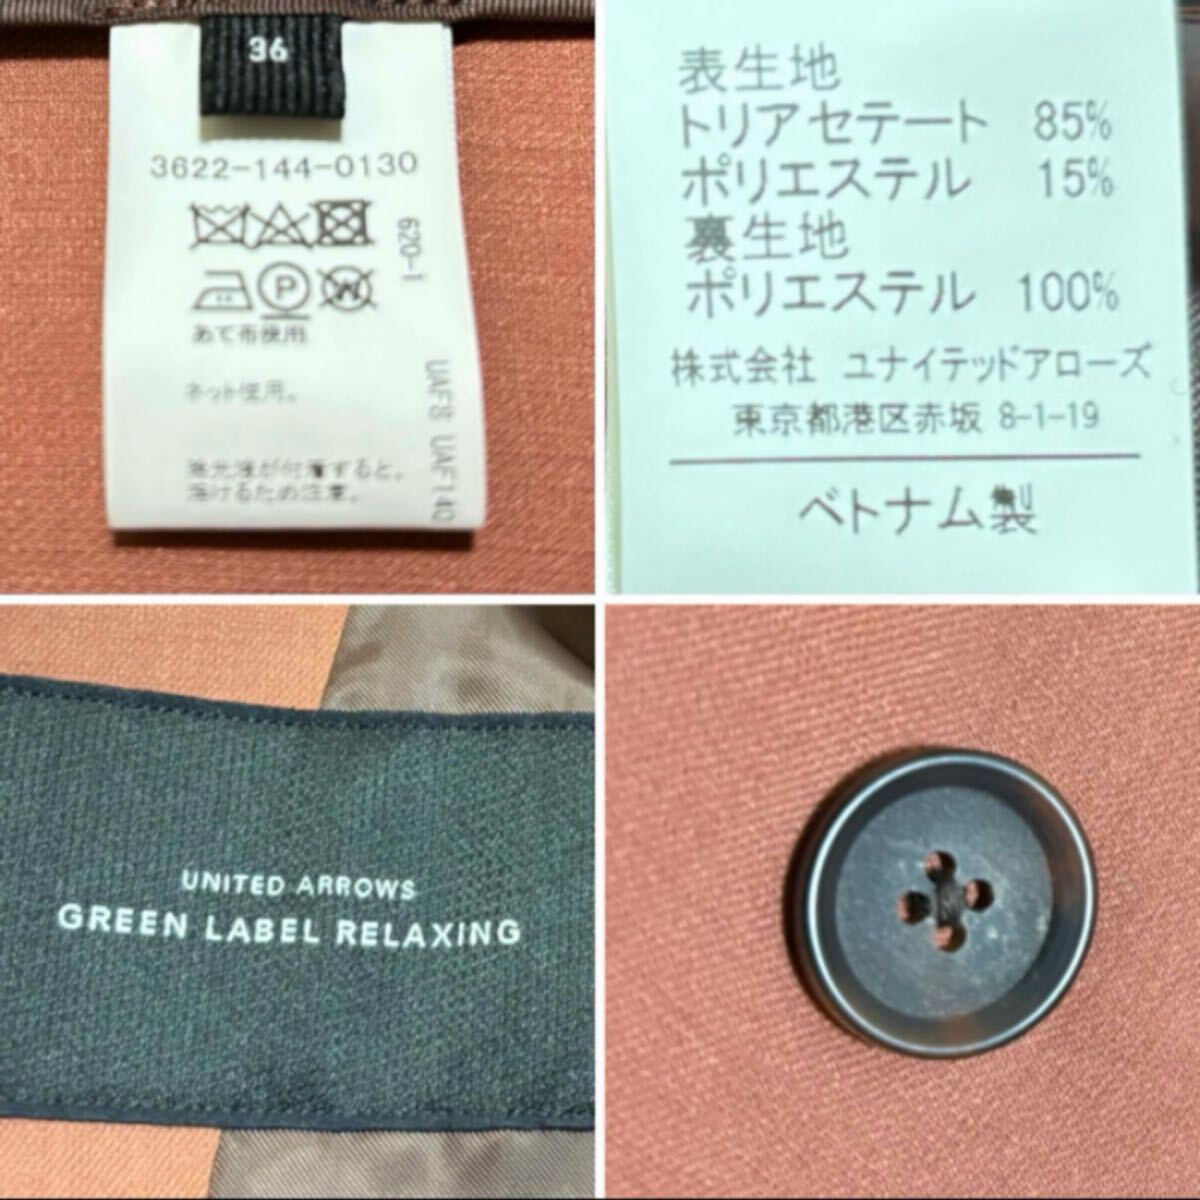 36
3622-144-0130
620-1
P
W
あて布使用
ネット使用。
除光液が付着すると、
溶けるため注意。
UAF8 UAF140
表生地
トリアセテート 85%
ポリエステル 15%
裏生地
ポリエステル 100%
株式会社 ユナイテッドアローズ
東京都港区赤坂 8-1-19
ベトナム製
UNITED ARROWS
GREEN LABEL RELAXING